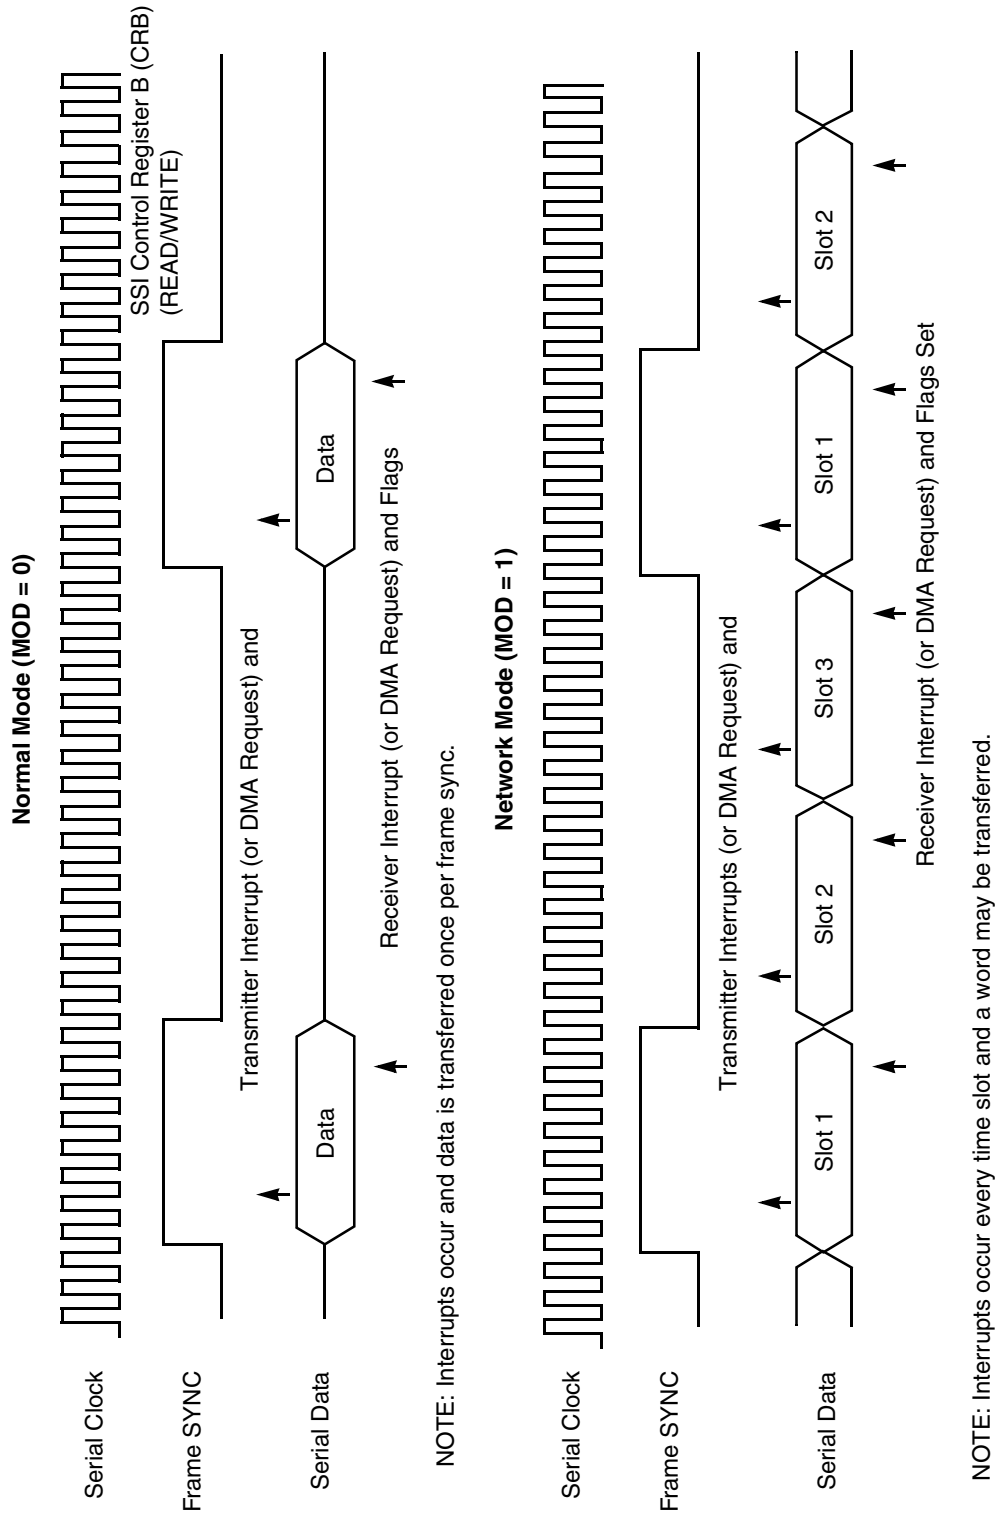 Normal Mode (MOD = 0)
Serial Clock
SSI Control Register B (CRB)
(READ/WRITE)
Frame SYNC
Transmitter Interrupt (or DMA Request) and
Serial Data
Data
Data
Receiver Interrupt (or DMA Request) and Flags
NOTE: Interrupts occur and data is transferred once per frame sync.
Network Mode (MOD = 1)
Serial Clock
Frame SYNC
Transmitter Interrupts (or DMA Request) and
Serial Data
Slot 1
Slot 2
Slot 3
Slot 1
Slot 2
Receiver Interrupt (or DMA Request) and Flags Set
NOTE: Interrupts occur every time slot and a word may be transferred.